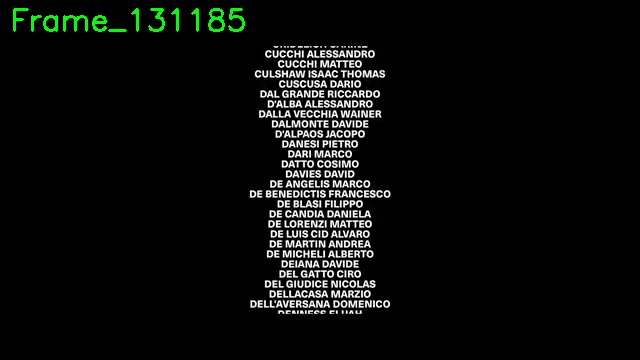 Frame_131185
CUCCHI ALESSANDRO
CUCCHI MATTEO
CULSHAW ISAAC THOMAS
CUSCUSA DARIO
DAL GRANDE RICCARDO
D'ALBA ALESSANDRO
DALLA VECCHIA WAINER
DALMONTE DAVIDE
D'ALPAOS JACOPO
DANESI PIETRO
DARI MARCO
DATTO COSIMO
DAVIES DAVID
DE ANGELIS MARCO
DE BENEDICTIS FRANCESCO
DE BLASI FILIPPO
DE CANDIA DANIELA
DE LORENZI MATTEO
DE LUIS CID ALVARO
DE MARTIN ANDREA
DE MICHELI ALBERTO
DEIANA DAVIDE
DEL GATTO CIRO
DEL GIUDICE NICOLAS
DELLACASA MARZIO
DELL'AVERSANA DOMENICO
DENNESS ELIJAH